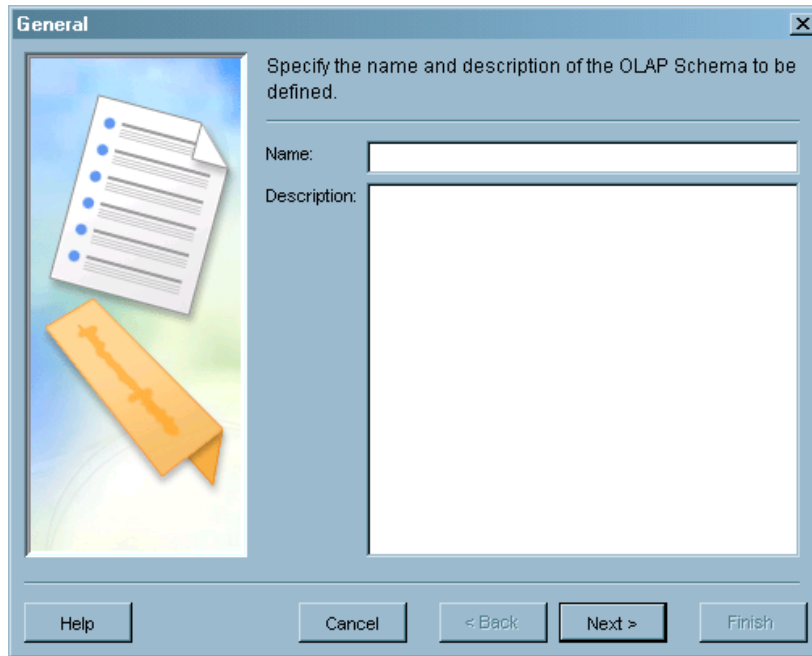 General
Specify the name and description of the OLAP Schema to be
defined.
Name:
Description:
Help
Cancel
< Back
Next >
Finish